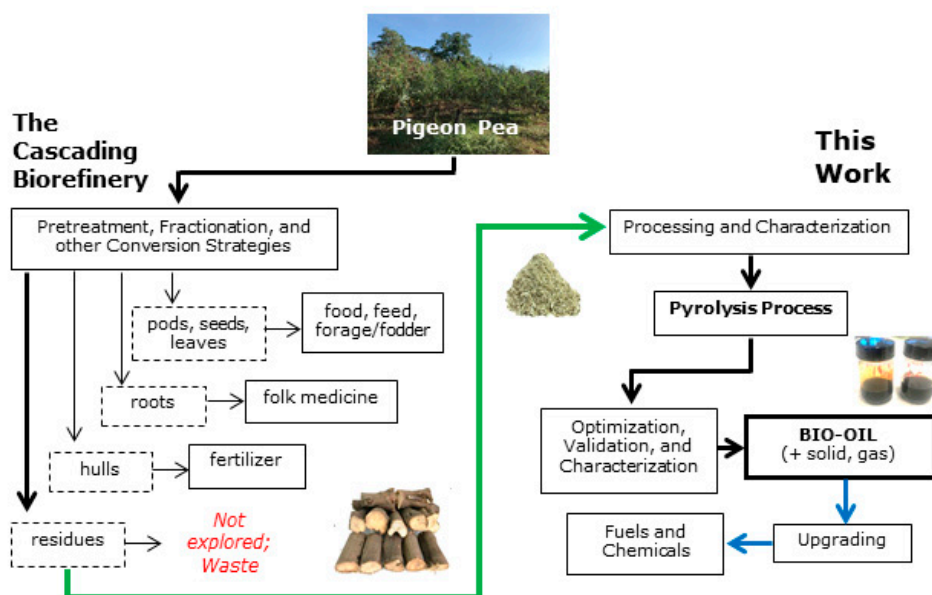 Pigeon Pea
The
Cascading
Biorefinery
This
Work
Pretreatment, Fractionation, and
other Conversion Strategies
Processing and Characterization
pods, seeds,
leaves
food, feed,
forage/fodder
Pyrolysis Process
roots
folk medicine
hulls
fertilizer
Optimization,
Validation, and
Characterization
BIO-OIL
(+ solid, gas)
residues
Not
explored;
Waste
Fuels and
Chemicals
Upgrading